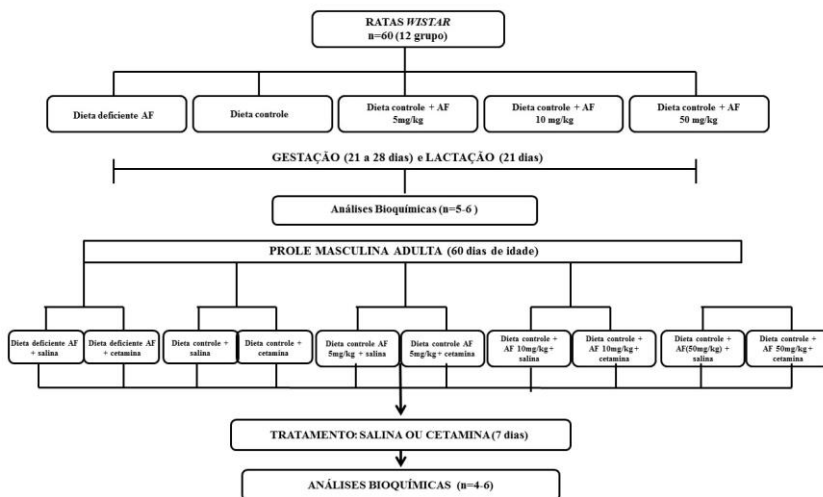 RATAS WISTAR
n=60 (12 grupo)
Dieta deficiente AF
Dieta controle
Dieta controle + AF
5mg/kg
Dieta controle + AF
10 mg/kg
Dieta controle + AF
50 mg/kg
GESTAÇÃO (21 a 28 dias) e LACTAÇÃO (21 dias)
Análises Bioquímicas (n=5-6 )
PROLE MASCULINA ADULTA (60 dias de idade)
Dieta deficiente AF
+ salina
Dieta deficiente AF
+ cetamina
Dieta controle +
salina
Dieta controle +
cetamina
Dieta controle AF
5mg/kg + salina
Dieta controle AF
5mg/kg + cetamina
Dieta controle +
AF 10mg/kg +
salina
Dieta controle +
AF 10mg/kg +
cetamina
Dieta controle +
AF(50mg/kg) +
salina
Dieta controle +
AF 50mg/kg +
cetamina
TRATAMENTO: SALINA OU CETAMINA (7 dias)
ANÁLISES BIOQUÍMICAS (n=4-6)